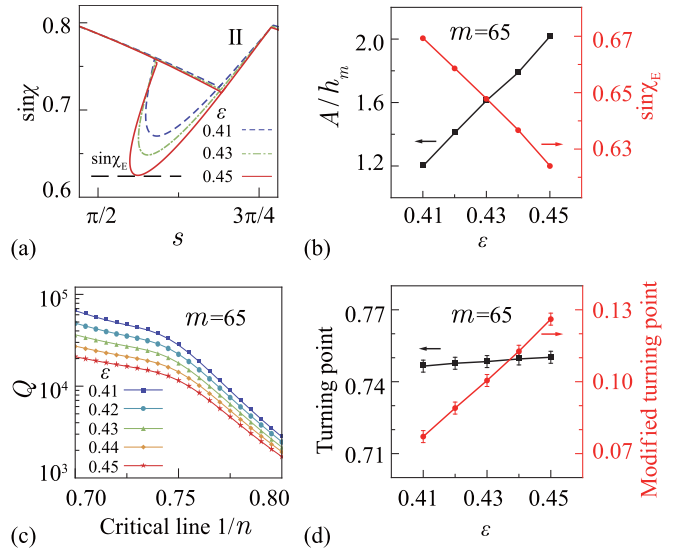 0.8
0.7
0.6
sinχ
II
ε
0.41
0.43
0.45
sinχE
π/2
3π/4
s
(a)
2.0
1.6
1.2
A/hm
m=65
0.67
0.65
0.63
sinχE
0.41
0.43
0.45
ε
(b)
10^5
10^4
10^3
Q
m=65
ε
0.41
0.42
0.43
0.44
0.45
0.70
0.75
0.80
Critical line 1/n
(c)
0.77
0.74
0.71
Turning point
m=65
0.13
0.10
0.07
Modified turning point
0.41
0.43
0.45
ε
(d)